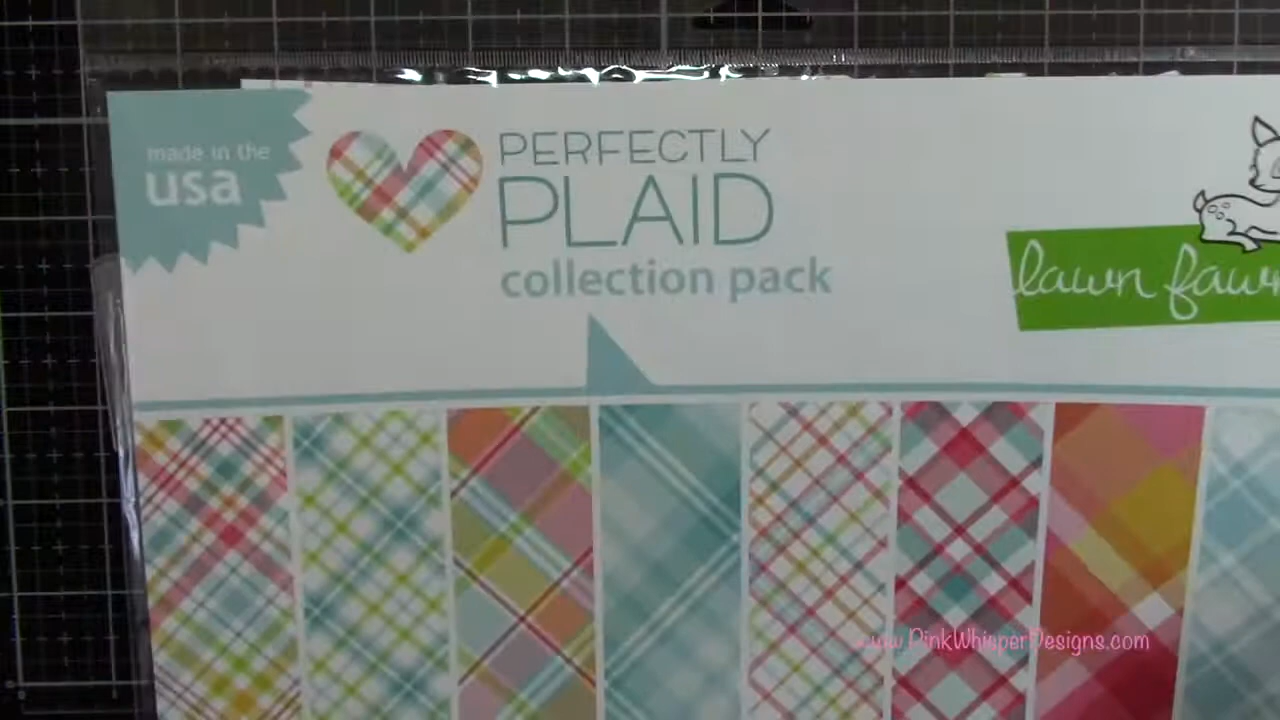 made in the
usa
PERFECTLY
PLAID
collection pack
lawn fawn
www.PinkWhisperDesigns.com